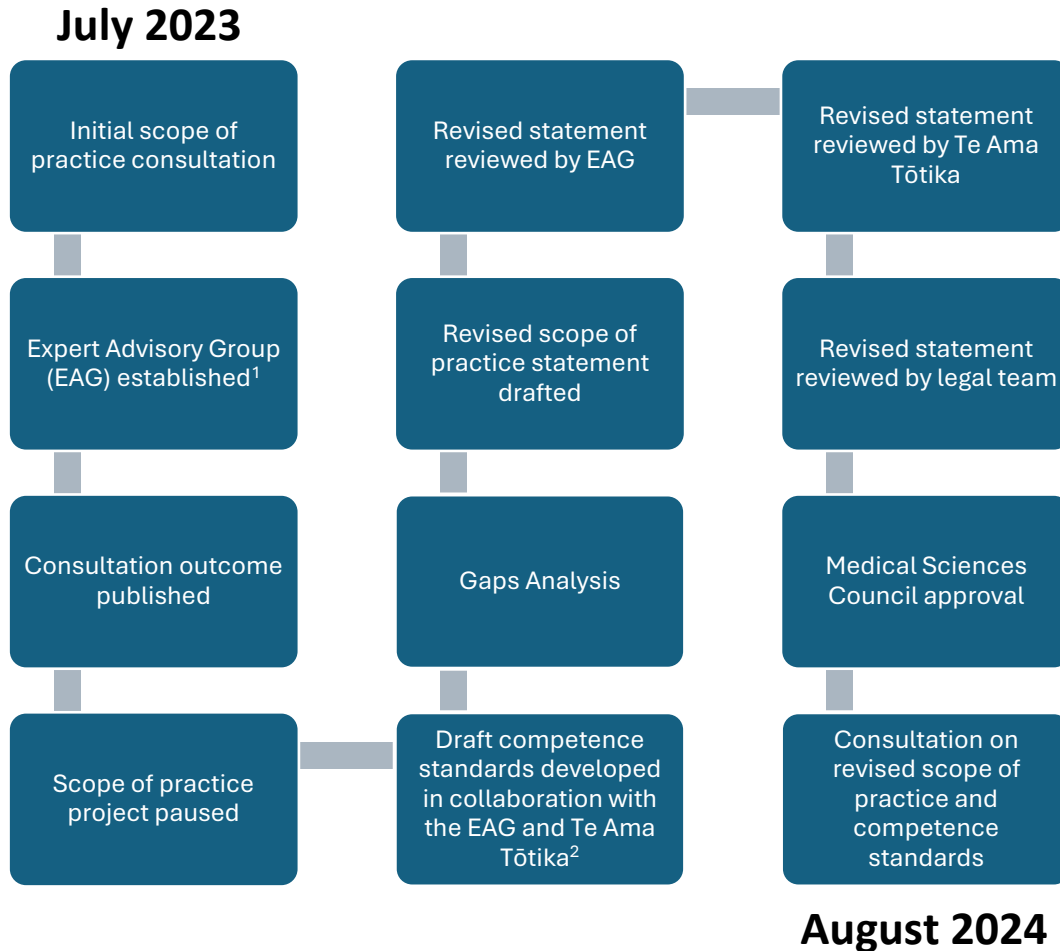 July 2023
Initial scope of
practice consultation
Expert Advisory Group
(EAG) established¹
Consultation outcome
published
Scope of practice
project paused
Draft competence
standards developed
in collaboration with
the EAG and Te Ama
Tōtika²
Gaps Analysis
Revised scope of
practice statement
drafted
Revised statement
reviewed by EAG
Revised statement
reviewed by Te Ama
Tōtika
Revised statement
reviewed by legal team
Medical Sciences
Council approval
Consultation on
revised scope of
practice and
competence
standards
August 2024